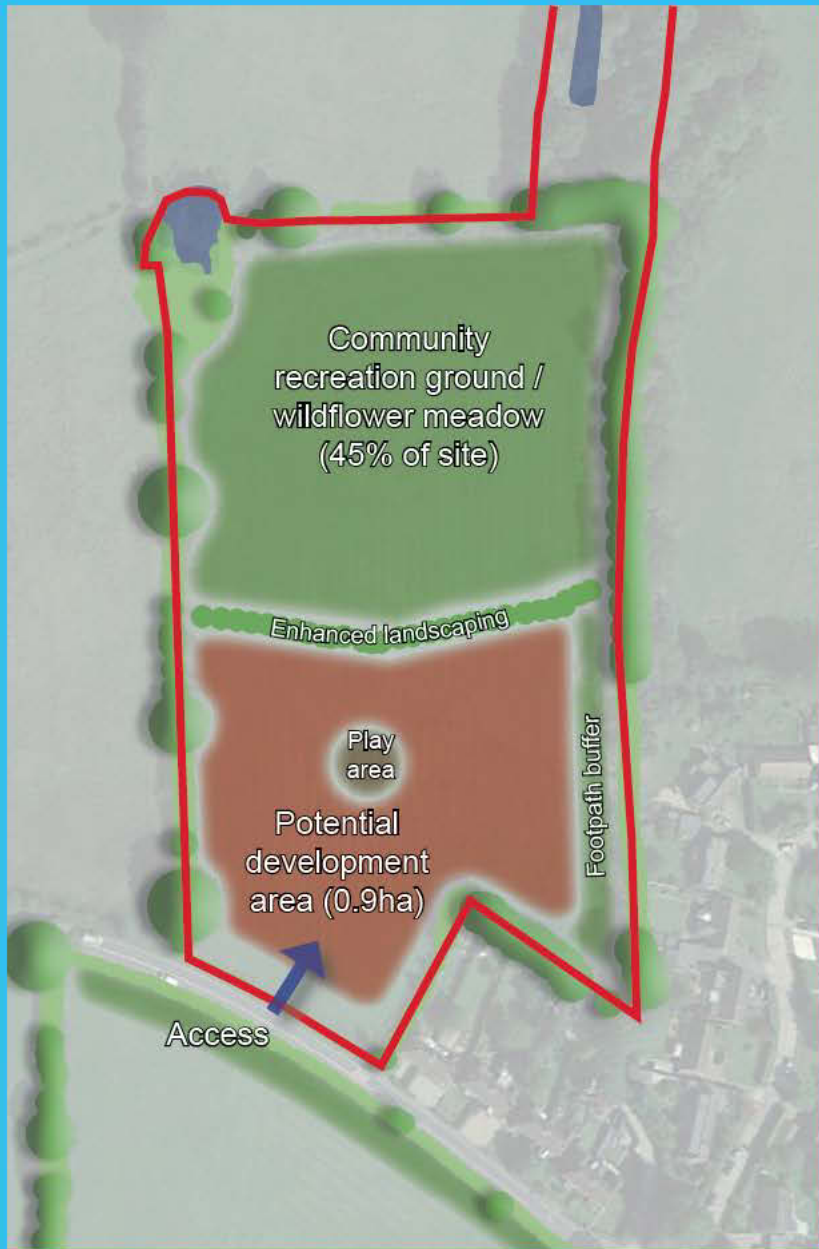 Community
recreation ground /
wildflower meadow
(45% of site)
Enhanced landscaping
Play
area
Footpath buffer
Potential
development
area (0.9ha)
Access